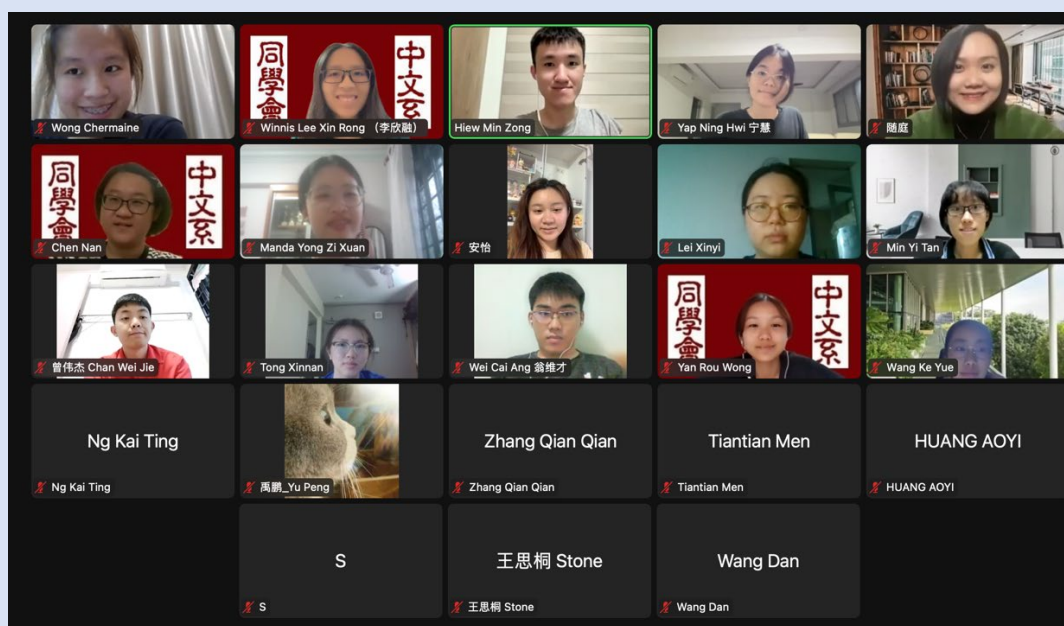 同學會
中文系
同學會
中文系
同學會
中文系
Wong Chermaine
Winnis Lee Xin Rong （李欣融）
Hiew Min Zong
Yap Ning Hwi 宁慧
随庭
Chen Nan
Manda Yong Zi Xuan
安怡
Lei Xinyi
Min Yi Tan
曾伟杰 Chan Wei Jie
Tong Xinnan
Wei Cai Ang 翁维才
Yan Rou Wong
Wang Ke Yue
Ng Kai Ting
Zhang Qian Qian
Tiantian Men
HUANG AOYI
Ng Kai Ting
禹鹏_Yu Peng
Zhang Qian Qian
Tiantian Men
HUANG AOYI
S
王思桐 Stone
Wang Dan
S
王思桐 Stone
Wang Dan